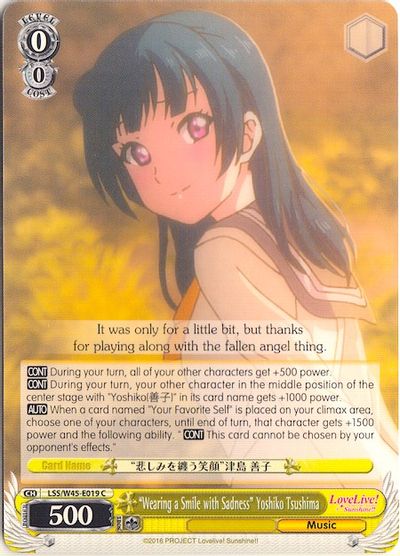 LEVEL
0
0
COST
It was only for a little bit, but thanks
for playing along with the fallen angel thing.
CONT During your turn, all of your other characters get +500 power.
CONT During your turn, your other character in the middle position of the
center stage with "Yoshiko(善子)" in its card name gets +1000 power.
AUTO When a card named "Your Favorite Self" is placed on your climax area,
choose one of your characters, until end of turn, that character gets +1500
power and the following ability. "CONT This card cannot be chosen by your
opponent's effects."
Card Name
“悲しみを纏う笑顔”津島 善子
CH LSS/W45-E019 C
POWER
500
SOUL
"Wearing a Smile with Sadness" Yoshiko Tsushima
LoveLive!
Sunshine!!
Music
©2016 PROJECT Lovelive! Sunshine!!